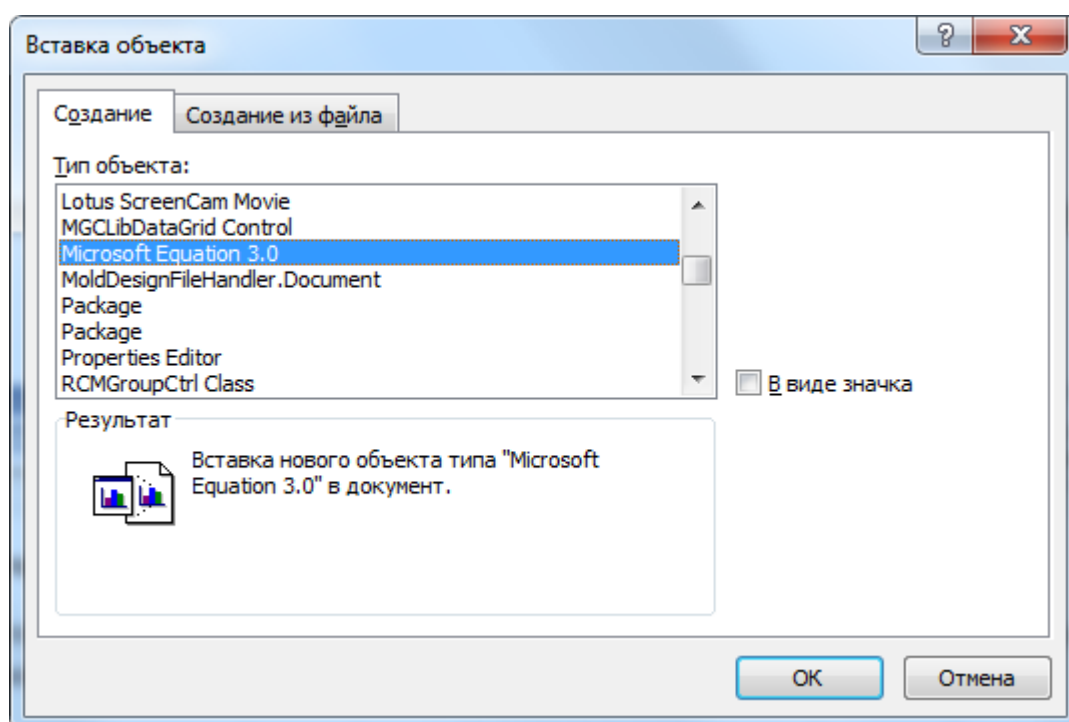 Вставка объекта
Создание
Создание из файла
Тип объекта:
Lotus ScreenCam Movie
MGCLibDataGrid Control
Microsoft Equation 3.0
MoldDesignFileHandler.Document
Package
Package
Properties Editor
RCMGroupCtrl Class
В виде значка
Результат
Вставка нового объекта типа "Microsoft
Equation 3.0" в документ.
ОК
Отмена